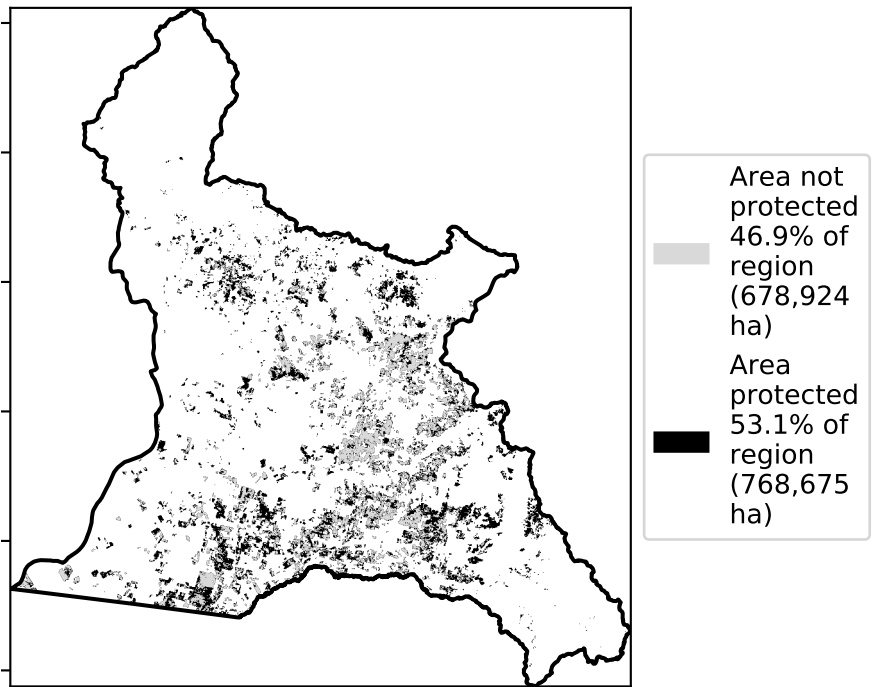 Area not
protected
46.9% of
region
(678,924
ha)
Area
protected
53.1% of
region
(768,675
ha)